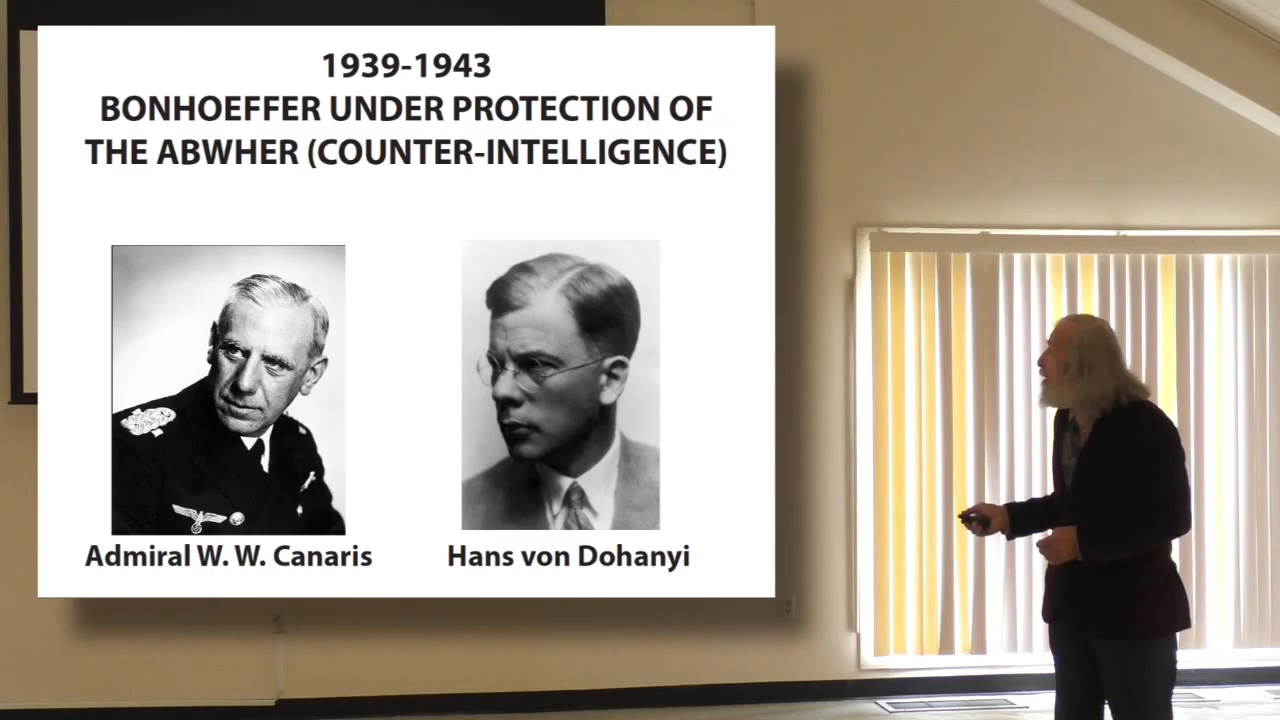 1939-1943
BONHOEFFER UNDER PROTECTION OF
THE ABWHER (COUNTER-INTELLIGENCE)
Admiral W. W. Canaris
Hans von Dohanyi